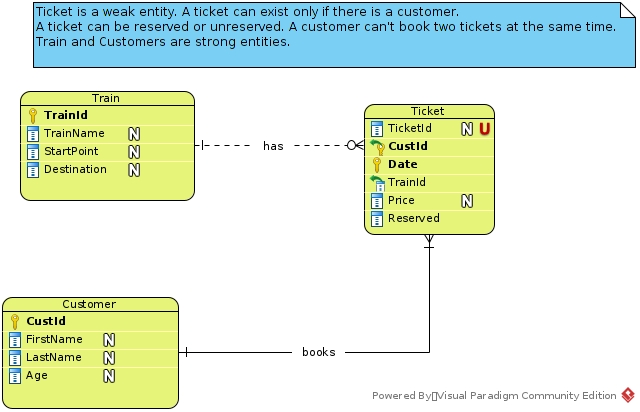 Ticket is a weak entity. A ticket can exist only if there is a customer.
A ticket can be reserved or unreserved. A customer can't book two tickets at the same time.
Train and Customers are strong entities.
Train
TrainId
TrainName N
StartPoint N
Destination N
has
Ticket
TicketId N U
CustId
Date
TrainId
Price N
Reserved
Customer
CustId
FirstName N
LastName N
Age N
books
Powered By▯Visual Paradigm Community Edition